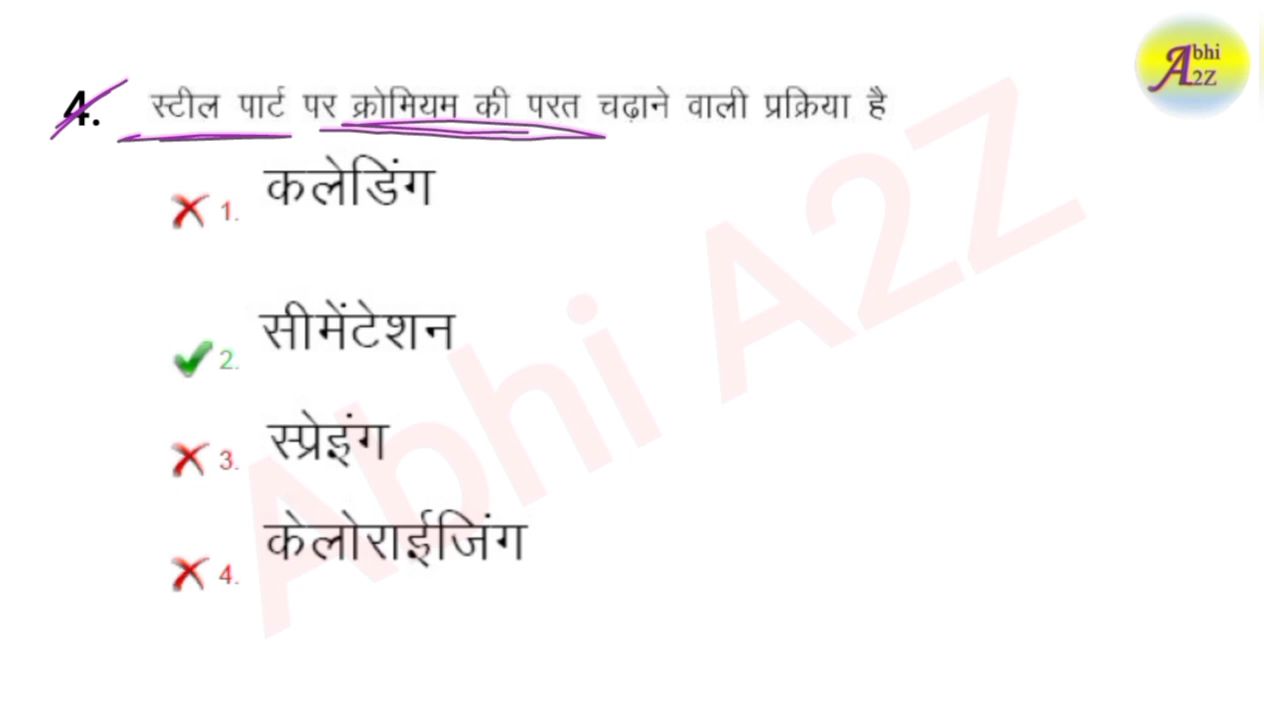 Abhi
A2Z
4. स्टील पार्ट पर क्रोमियम की परत चढ़ाने वाली प्रक्रिया है
1. कलेडिंग
2. सीमेंटेशन
3. स्प्रेइंग
4. केलोराईजिंग
Abhi A2Z